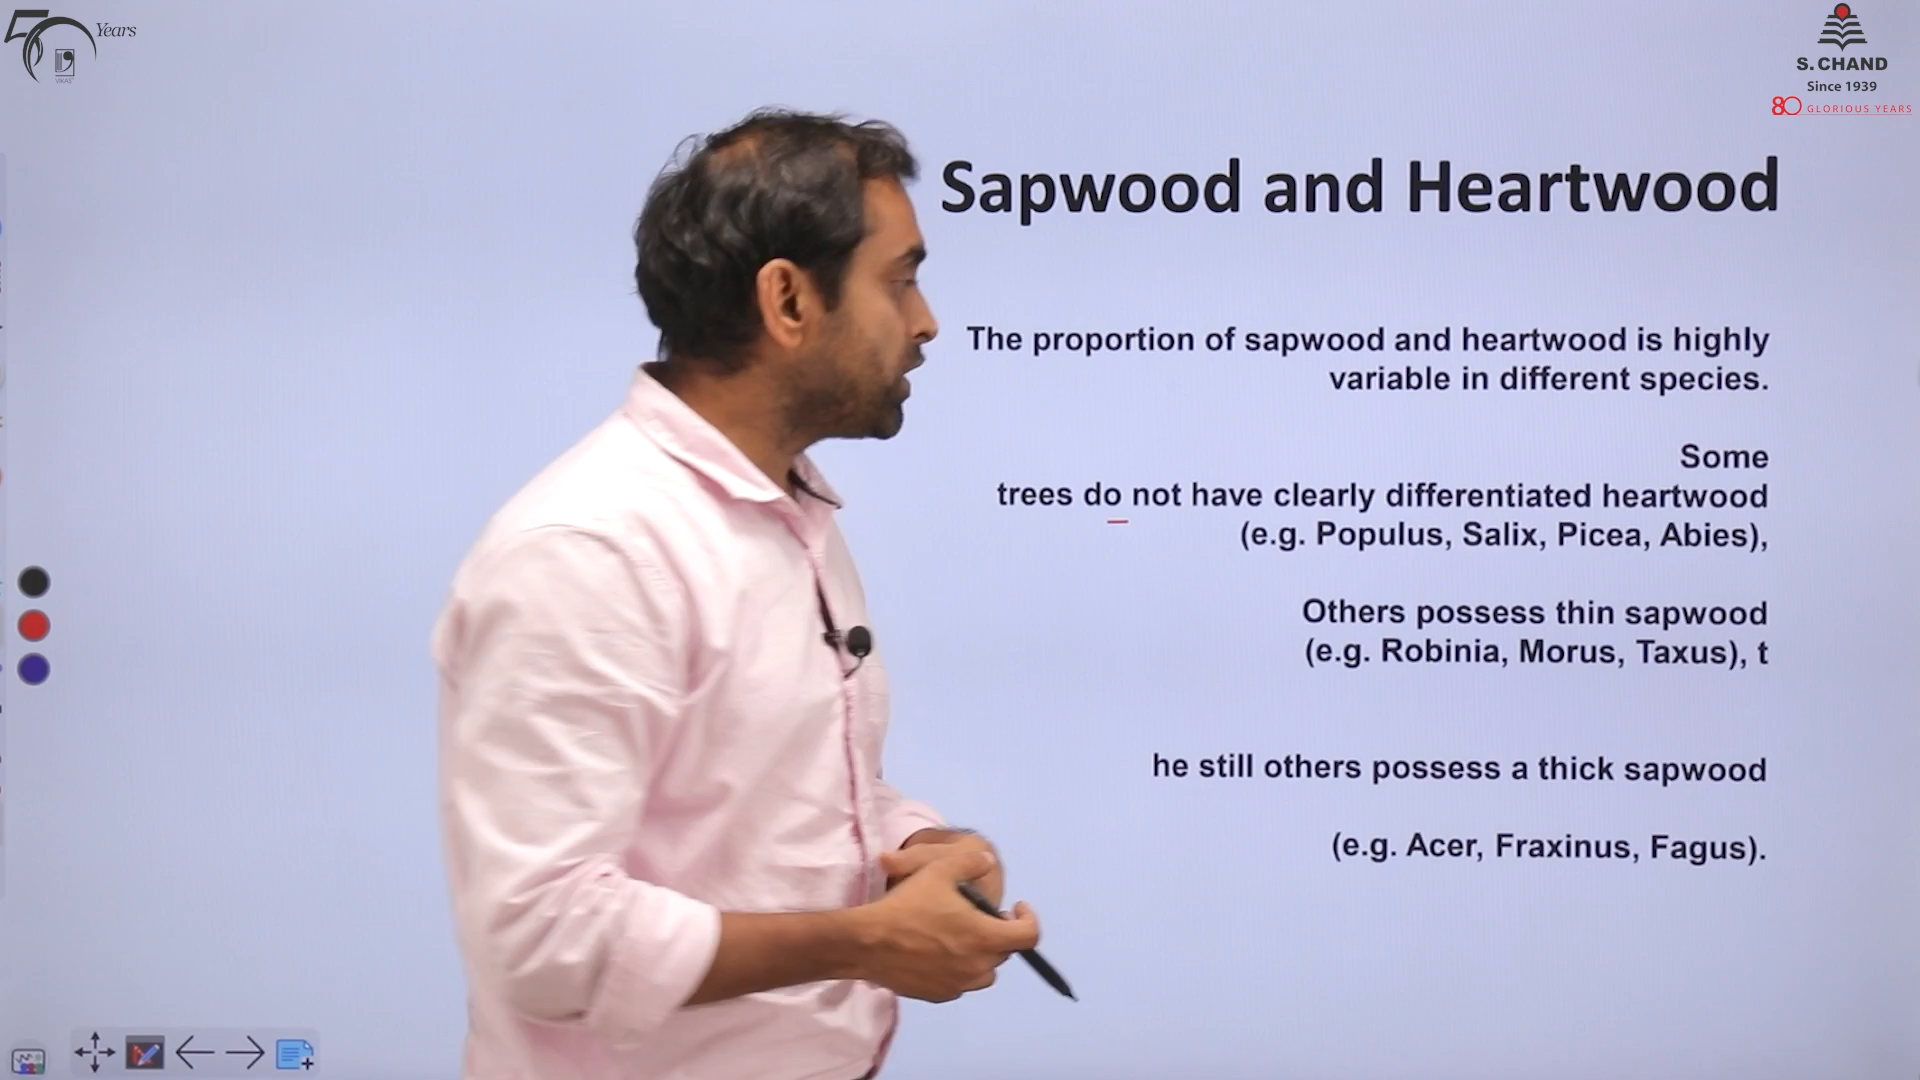 50 Years
VIKAS
S. CHAND
Since 1939
80 GLORIOUS YEARS
Sapwood and Heartwood
The proportion of sapwood and heartwood is highly
variable in different species.
Some
trees do not have clearly differentiated heartwood
(e.g. Populus, Salix, Picea, Abies),
Others possess thin sapwood
(e.g. Robinia, Morus, Taxus), t
he still others possess a thick sapwood
(e.g. Acer, Fraxinus, Fagus).